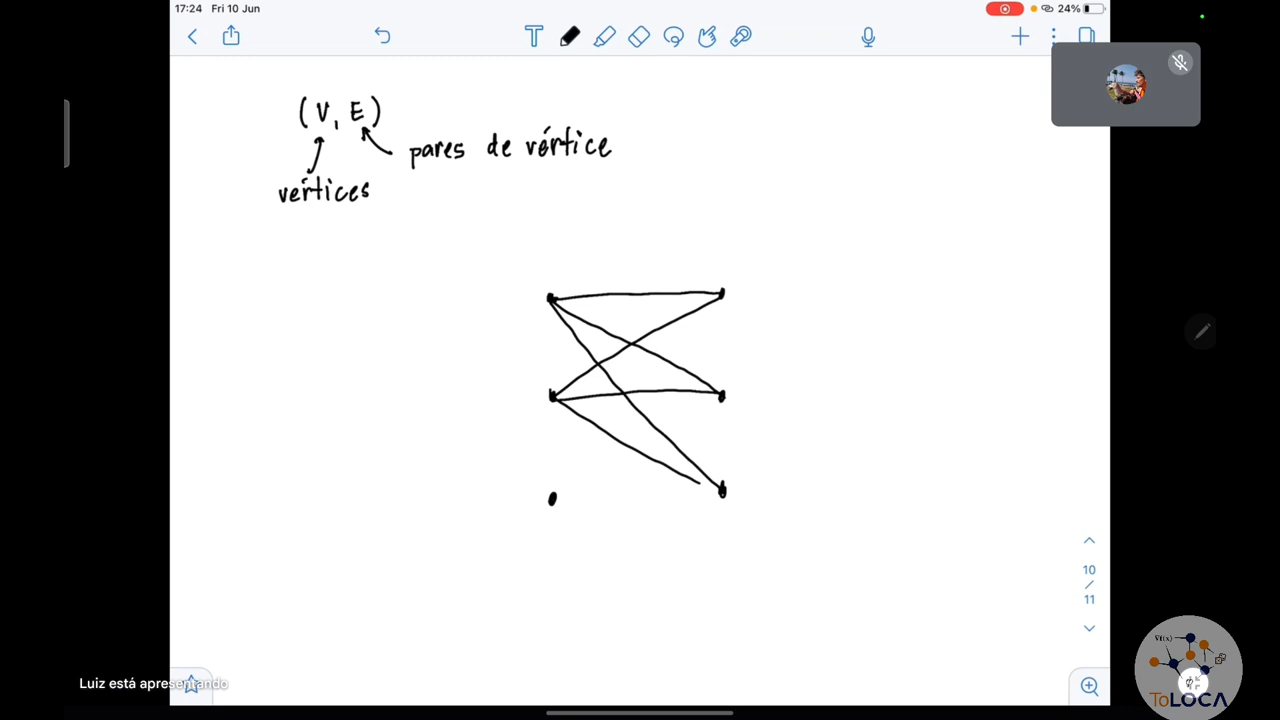 17:24 Fri 10 Jun
24%
T
(V, E)
pares de vértice
vértices
10
/
11
Luiz está apresentando
∇f(x)
ToLOCA